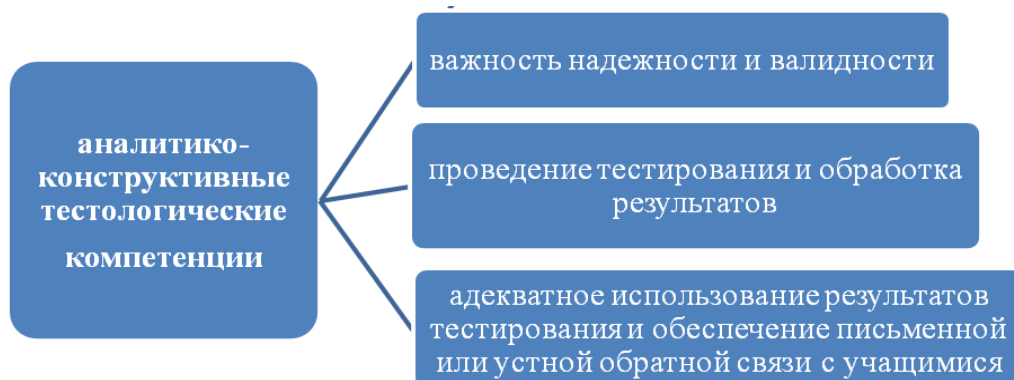 аналитико-
конструктивные
тестологические
компетенции
важность надежности и валидности
проведение тестирования и обработка
результатов
адекватное использование результатов
тестирования и обеспечение письменной
или устной обратной связи с учащимися